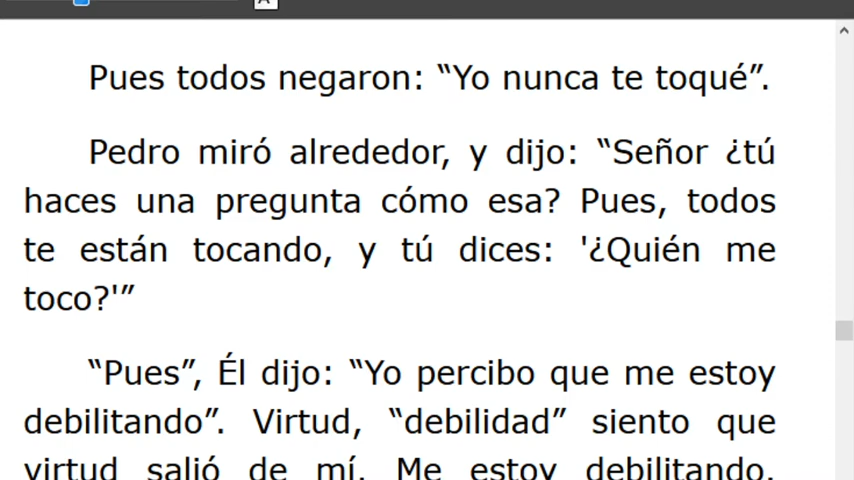 Pues todos negaron: “Yo nunca te toqué”.
Pedro miró alrededor, y dijo: “Señor ¿tú
haces una pregunta cómo esa? Pues, todos
te están tocando, y tú dices: '¿Quién me
toco?'”
“Pues”, Él dijo: “Yo percibo que me estoy
debilitando”. Virtud, “debilidad” siento que
virtud salió de mí. Me estoy debilitando.